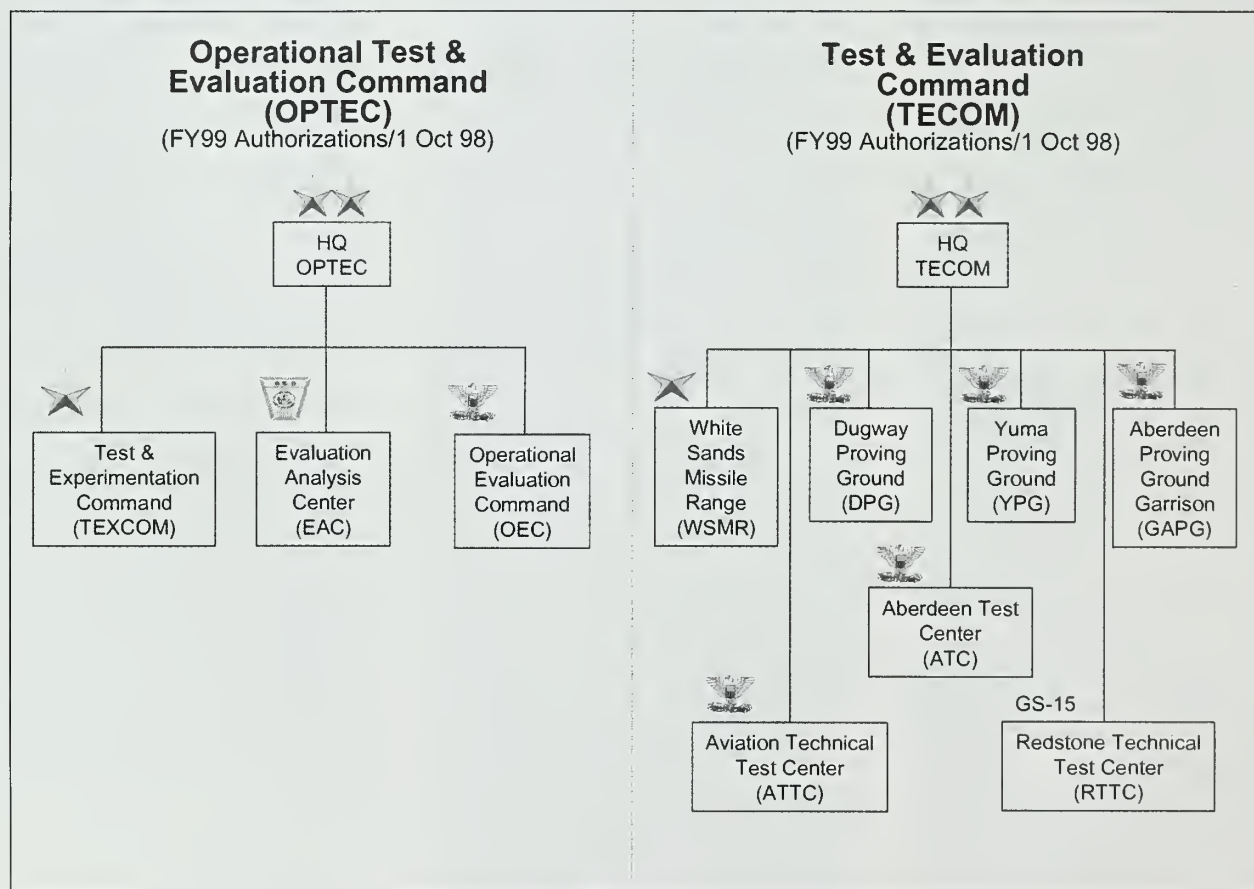 Operational Test &
Evaluation Command
(OPTEC)
(FY99 Authorizations/1 Oct 98)
HQ
OPTEC
Test &
Experimentation
Command
(TEXCOM)
Evaluation
Analysis
Center
(EAC)
Operational
Evaluation
Command
(OEC)
Test & Evaluation
Command
(TECOM)
(FY99 Authorizations/1 Oct 98)
HQ
TECOM
White
Sands
Missile
Range
(WSMR)
Dugway
Proving
Ground
(DPG)
Yuma
Proving
Ground
(YPG)
Aberdeen
Proving
Ground
Garrison
(GAPG)
Aberdeen Test
Center
(ATC)
Aviation Technical
Test Center
(ATTC)
GS-15
Redstone Technical
Test Center
(RTTC)